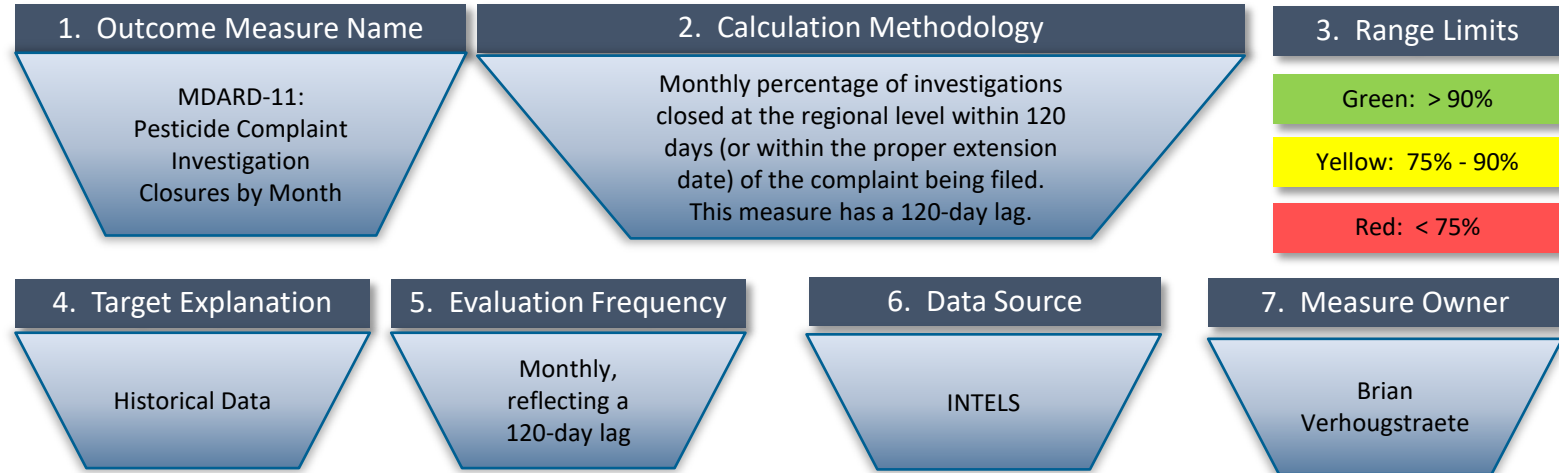 1. Outcome Measure Name
MDARD-11:
Pesticide Complaint
Investigation
Closures by Month
2. Calculation Methodology
Monthly percentage of investigations
closed at the regional level within 120
days (or within the proper extension
date) of the complaint being filed.
This measure has a 120-day lag.
3. Range Limits
Green: > 90%
Yellow: 75% - 90%
Red: < 75%
4. Target Explanation
Historical Data
5. Evaluation Frequency
Monthly,
reflecting a
120-day lag
6. Data Source
INTELS
7. Measure Owner
Brian
Verhougstraete